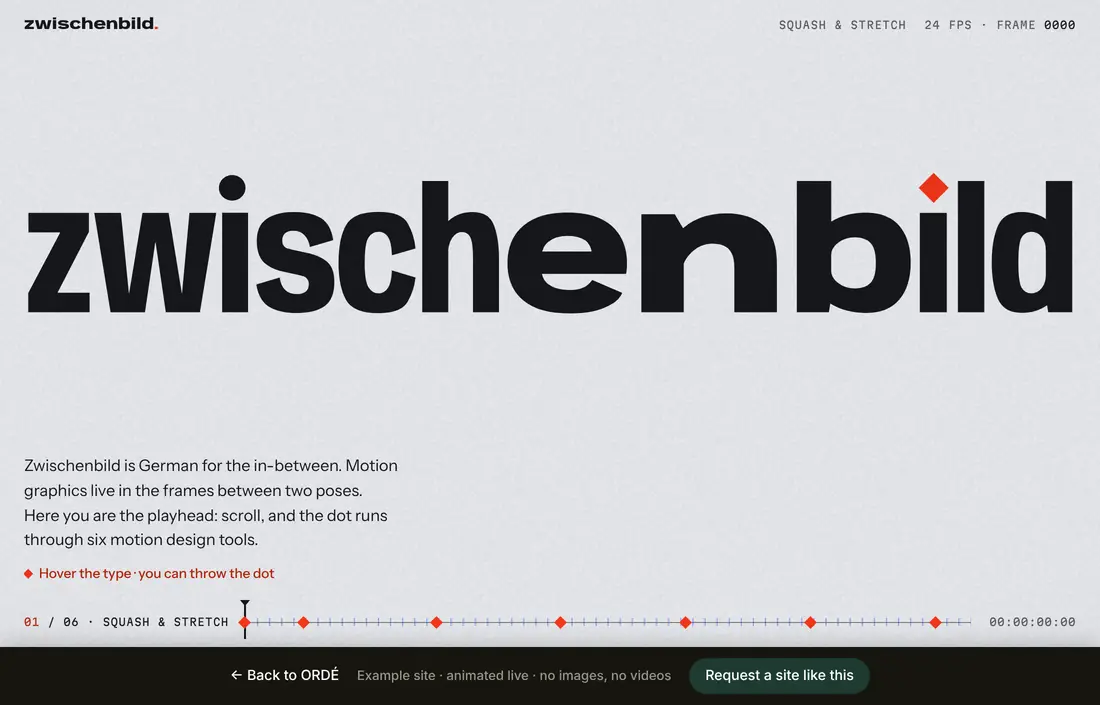 zwischenbild.
SQUASH & STRETCH 24 FPS · FRAME 0000
zwischenbild
Zwischenbild is German for the in-between. Motion
graphics live in the frames between two poses.
Here you are the playhead: scroll, and the dot runs
through six motion design tools.
Hover the type · you can throw the dot
01 / 06 · SQUASH & STRETCH 00:00:00:00
← Back to ORDÉ Example site · animated live · no images, no videos Request a site like this